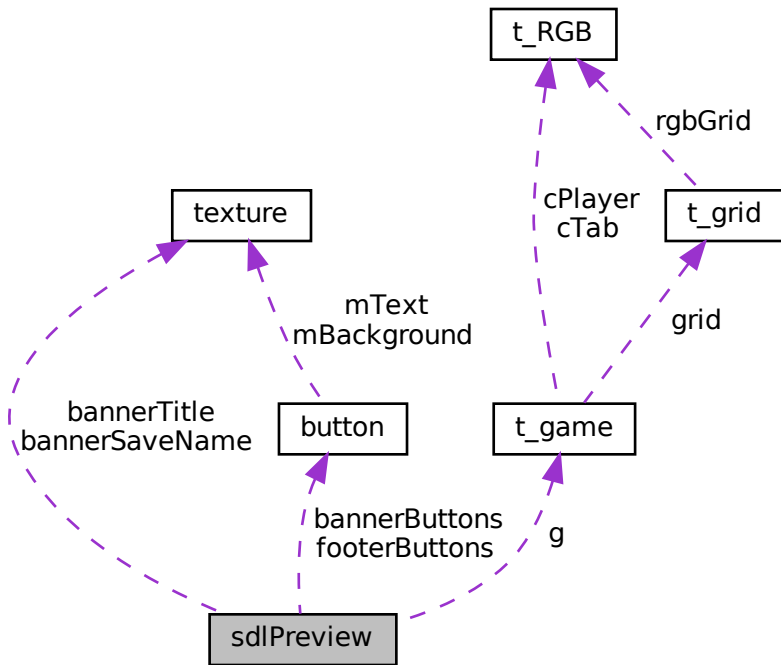 t_RGB
rgbGrid
cPlayer
cTab
texture
t_grid
mText
mBackground
grid
bannerTitle
bannerSaveName
button
t_game
bannerButtons
footerButtons
g
sdlPreview